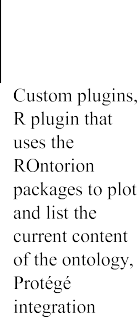 Custom plugins,
R plugin that
uses the
ROntorion
packages to plot
and list the
current content
of the ontology,
Protégé
integration